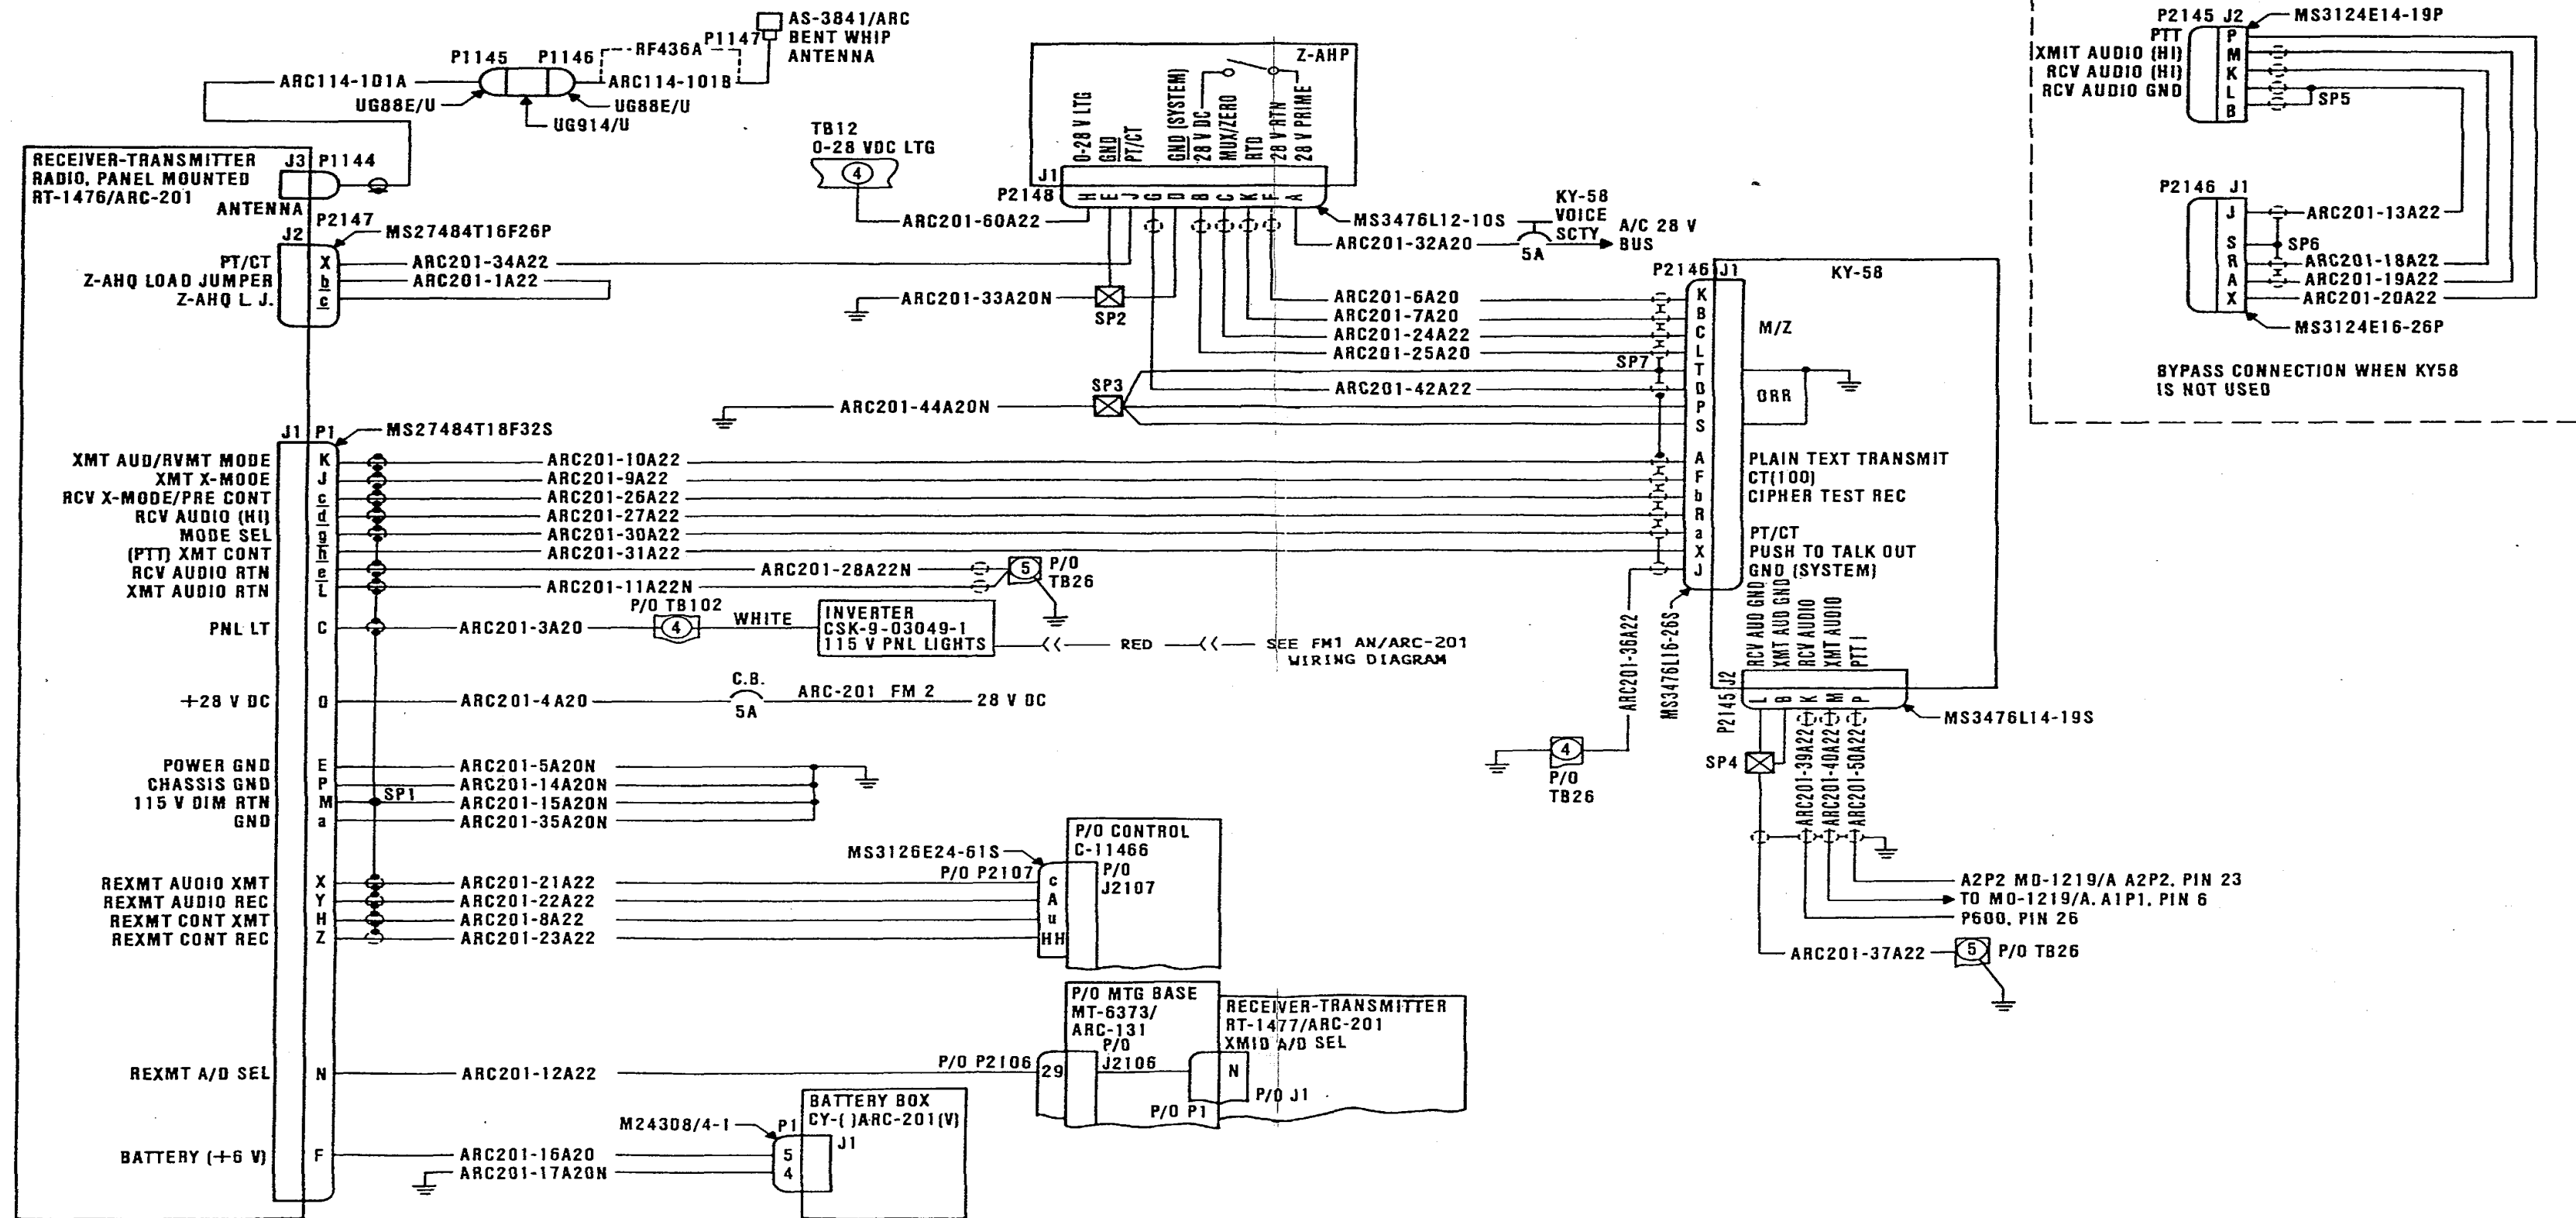 AS-3841/ARC
BENT WHIP
ANTENNA
P1147
RF436A
P1145
P1146
ARC114-101A
ARC114-101B
UG88E/U
UG88E/U
UG914/U
RECEIVER-TRANSMITTER
RADIO, PANEL MOUNTED
RT-1476/ARC-201
J3 P1144
ANTENNA
P2147
J2
MS27484T16F26P
PT/CT X ARC201-34A22
Z-AHQ LOAD JUMPER b ARC201-1A22
Z-AHQ L. J. c
TB12
0-28 VDC LTG
4
ARC201-60A22
Z-AHP
0-28 V LTG
GND
PT/CT
GND (SYSTEM)
28 V DC
MUX/ZERO
RTD
28 V RTN
28 V PRIME
J1
P2148
H E J G D B C K F A
MS3476L12-10S
ARC201-32A20
KY-58
VOICE
SCTY
5A
A/C 28 V
BUS
ARC201-33A20N
SP2
P2146 J1
KY-58
ARC201-6A20 K
ARC201-7A20 B
ARC201-24A22 C
ARC201-25A20 L
M/Z
SP7 T
ARC201-42A22 D
P
S
ORR
SP3
ARC201-44A20N
J1 P1
MS27484T18F32S
XMT AUD/RVMT MODE K ARC201-10A22 A PLAIN TEXT TRANSMIT
XMT X-MODE J ARC201-9A22 F CT(100)
RCV X-MODE/PRE CONT c ARC201-26A22 b CIPHER TEST REC
RCV AUDIO (HI) d ARC201-27A22 R
MODE SEL g ARC201-30A22 a PT/CT
(PTT) XMT CONT h ARC201-31A22 X PUSH TO TALK OUT
RCV AUDIO RTN e ARC201-28A22N 5 P/O TB26
J GND (SYSTEM)
XMT AUDIO RTN L ARC201-11A22N
P/O TB102
PNL LT C ARC201-3A20 4 WHITE
INVERTER
CSK-9-03049-1
115 V PNL LIGHTS
RED
SEE FM1 AN/ARC-201
WIRING DIAGRAM
C.B.
+28 V DC D ARC201-4A20 ARC-201 FM 2 28 V DC
5A
POWER GND E ARC201-5A20N
CHASSIS GND P ARC201-14A20N
115 V DIM RTN M SP1 ARC201-15A20N
GND a ARC201-35A20N
MS3126E24-61S
P/O CONTROL
C-11466
P/O P2107
P/O
J2107
REXMT AUDIO XMT X ARC201-21A22 c
REXMT AUDIO REC Y ARC201-22A22 A
REXMT CONT XMT H ARC201-8A22 u
REXMT CONT REC Z ARC201-23A22 HH
P/O MTG BASE
MT-6373/
ARC-131
P/O
J2106
RECEIVER-TRANSMITTER
RT-1477/ARC-201
XMID A/D SEL
REXMT A/D SEL N ARC201-12A22 P/O P2106 29 N
P/O J1
P/O P1
BATTERY BOX
CY-( )ARC-201(V)
M24308/4-1 P1
J1
BATTERY (+6 V) F ARC201-16A20 5
ARC201-17A20N 4
ARC201-36A22
MS3476L16-26S
4
P/O
TB26
RCV AUD GND
XMT AUD GND
RCV AUDIO
XMT AUDIO
PTT I
P2145 J2
L B K M P
MS3476L14-19S
SP4
ARC201-39A22
ARC201-40A22
ARC201-50A22
A2P2 MD-1219/A A2P2, PIN 23
TO MD-1219/A, A1P1, PIN 6
P600, PIN 26
ARC201-37A22 5 P/O TB26
P2145 J2 MS3124E14-19P
PTT P
XMIT AUDIO (HI) M
RCV AUDIO (HI) K
RCV AUDIO GND L
B
SP5
P2146 J1
J ARC201-13A22
S SP6
R ARC201-18A22
A ARC201-19A22
X ARC201-20A22
MS3124E16-26P
BYPASS CONNECTION WHEN KY58
IS NOT USED